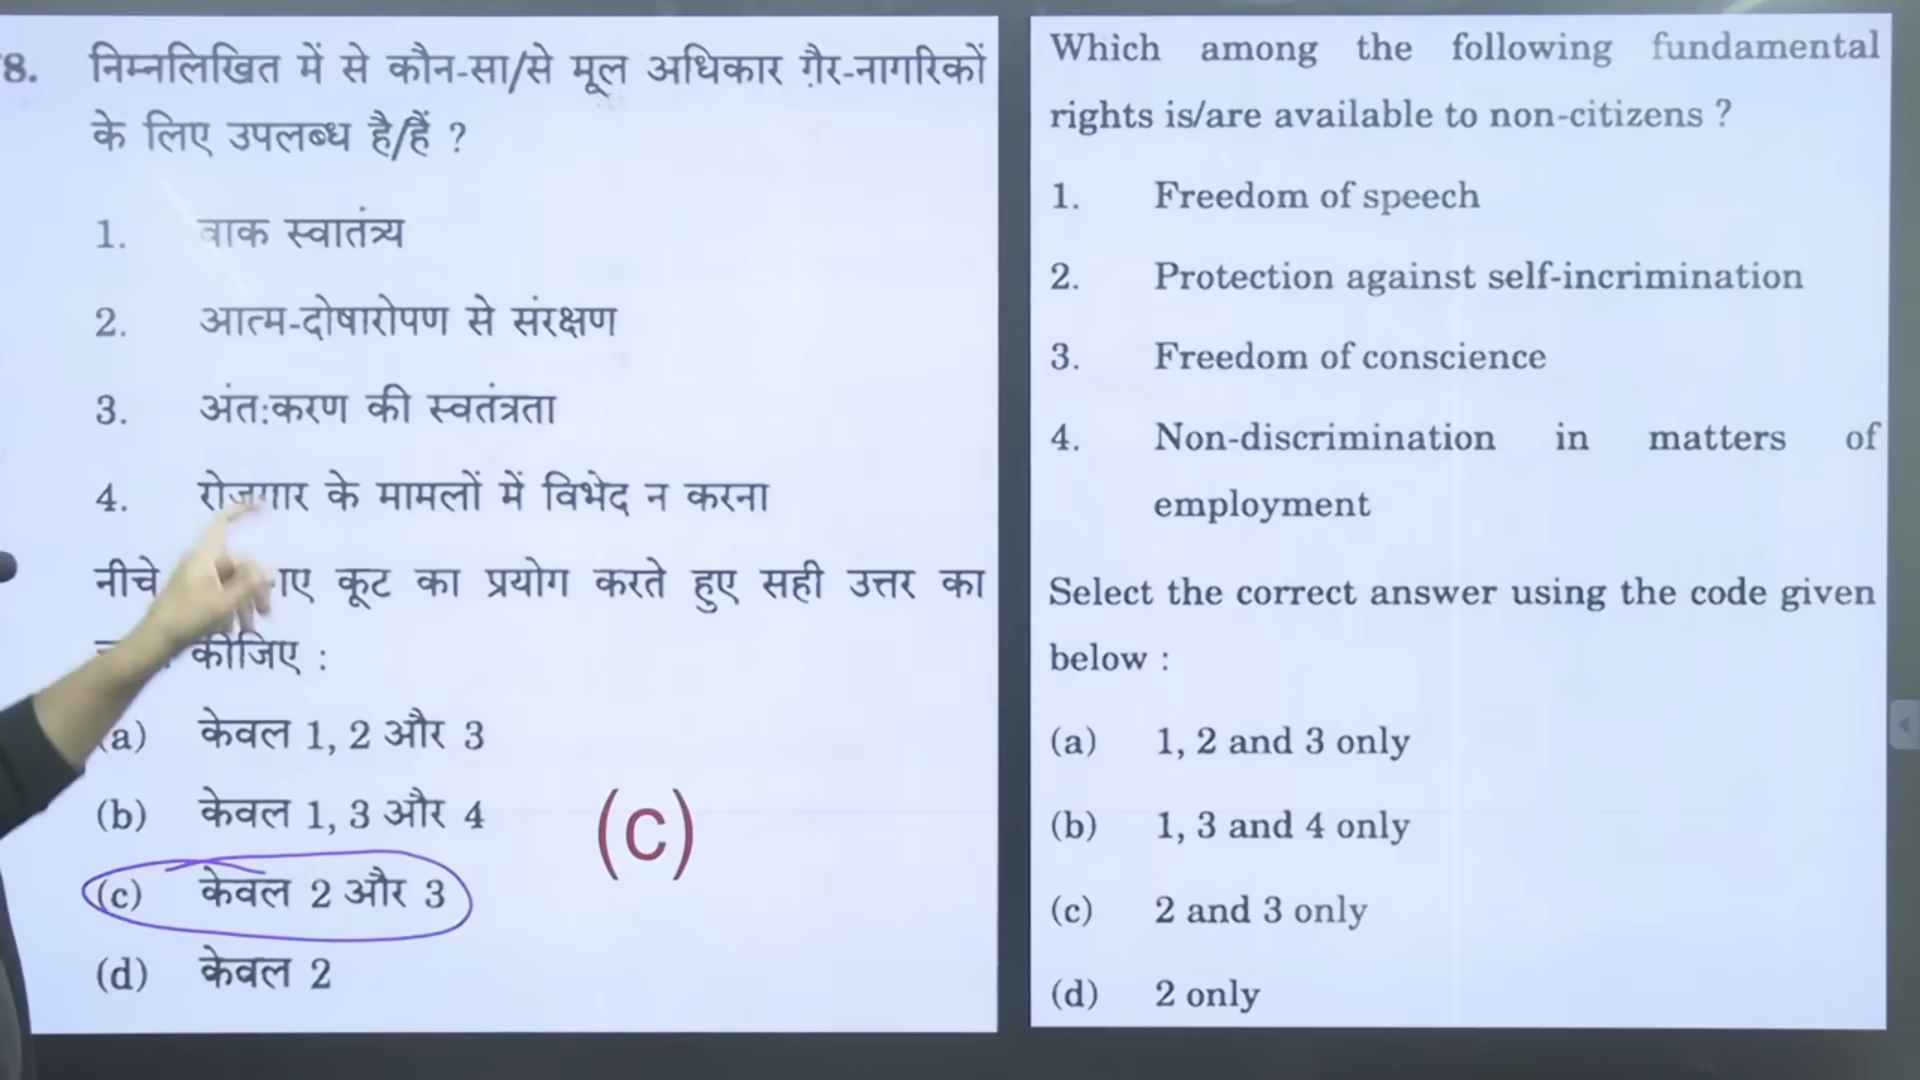 8. निम्नलिखित में से कौन-सा/से मूल अधिकार ग़ैर-नागरिकों
के लिए उपलब्ध है/हैं ?
1. वाक स्वातंत्र्य
2. आत्म-दोषारोपण से संरक्षण
3. अंत:करण की स्वतंत्रता
4. रोज़गार के मामलों में विभेद न करना
नीचे कूट का प्रयोग करते हुए सही उत्तर का
कीजिए :
(a) केवल 1, 2 और 3
(b) केवल 1, 3 और 4
(c) केवल 2 और 3
(d) केवल 2
(c)
Which among the following fundamental
rights is/are available to non-citizens ?
1. Freedom of speech
2. Protection against self-incrimination
3. Freedom of conscience
4. Non-discrimination in matters of
employment
Select the correct answer using the code given
below :
(a) 1, 2 and 3 only
(b) 1, 3 and 4 only
(c) 2 and 3 only
(d) 2 only